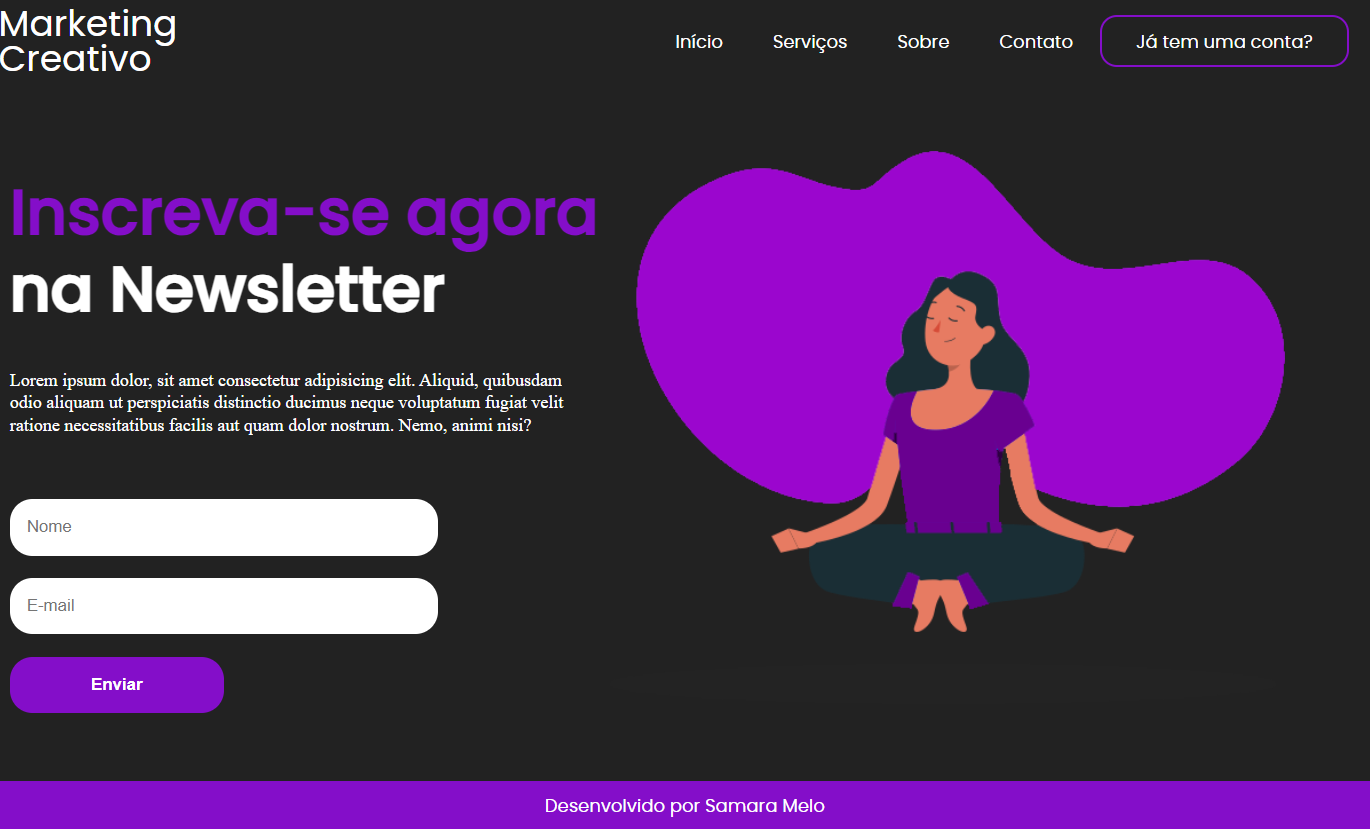 Marketing
Creativo
Início Serviços Sobre Contato Já tem uma conta?
Inscreva-se agora
na Newsletter
Lorem ipsum dolor, sit amet consectetur adipisicing elit. Aliquid, quibusdam
odio aliquam ut perspiciatis distinctio ducimus neque voluptatum fugiat velit
ratione necessitatibus facilis aut quam dolor nostrum. Nemo, animi nisi?
Nome
E-mail
Enviar
Desenvolvido por Samara Melo